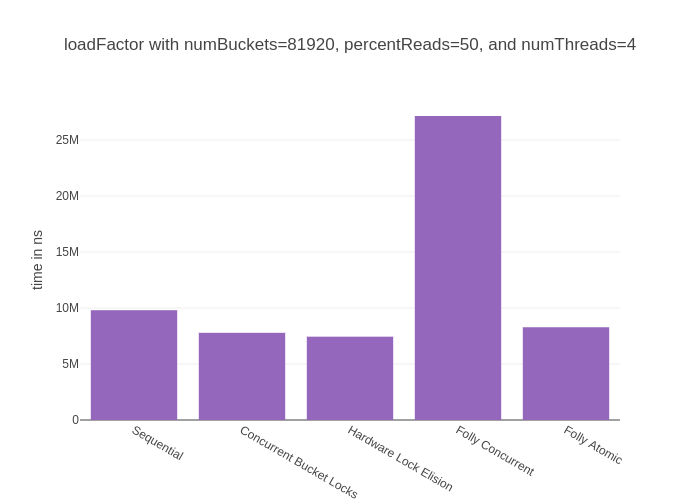 loadFactor with numBuckets=81920, percentReads=50, and numThreads=4
time in ns
25M
20M
15M
10M
5M
0
Sequential
Concurrent Bucket Locks
Hardware Lock Elision
Folly Concurrent
Folly Atomic